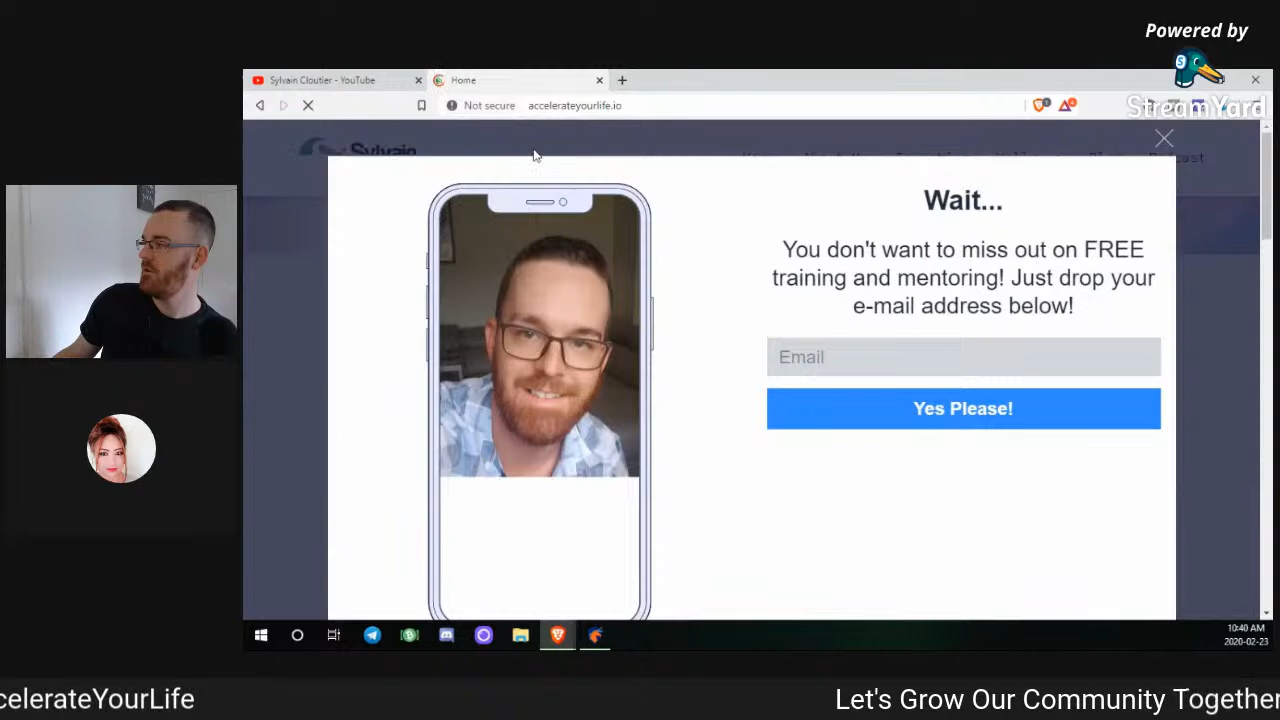 Powered by
StreamYard
Sylvain Cloutier - YouTube
Home
Not secure
accelerateyourlife.io
Sylvain
Wait...
You don't want to miss out on FREE
training and mentoring! Just drop your
e-mail address below!
Email
Yes Please!
10:40 AM
2020-02-23
celerateYourLife
Let's Grow Our Community Together